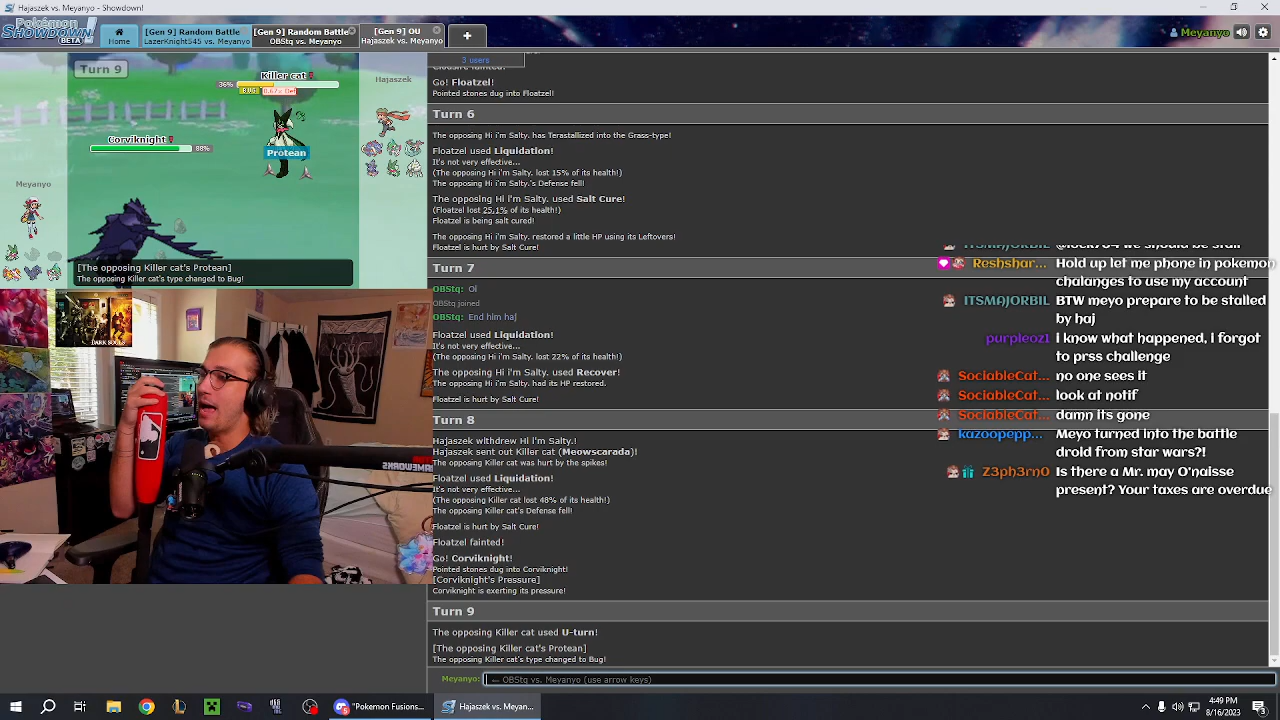 Hajaszek vs. Meyanyo - Showdown!
Pokémon
SHOWDOWN!
BETA
Home
[Gen 9] Random Battle
LazerKnight545 vs. Meyanyo
[Gen 9] Random Battle
OBStq vs. Meyanyo
[Gen 9] OU
Hajaszek vs. Meyanyo
Meyanyo
Turn 9
Killer cat
36%
BUG
0.67× Def
Hajaszek
Corviknight
88%
Protean
Meyanyo
[The opposing Killer cat's Protean]
The opposing Killer cat's type changed to Bug!
DARK SOULS
3 users
Go! Floatzel!
Pointed stones dug into Floatzel!
Turn 6
The opposing Hi i'm Salty. has Terastallized into the Grass-type!
Floatzel used Liquidation!
It's not very effective...
(The opposing Hi i'm Salty. lost 15% of its health!)
The opposing Hi i'm Salty.'s Defense fell!
The opposing Hi i'm Salty. used Salt Cure!
(Floatzel lost 25.1% of its health!)
Floatzel is being salt cured!
The opposing Hi i'm Salty. restored a little HP using its Leftovers!
Floatzel is hurt by Salt Cure!
Turn 7
OBStq: Oi
OBStq joined
OBStq: End him haj
Floatzel used Liquidation!
It's not very effective...
(The opposing Hi i'm Salty. lost 22% of its health!)
The opposing Hi i'm Salty. used Recover!
The opposing Hi i'm Salty. had its HP restored.
Floatzel is hurt by Salt Cure!
Turn 8
Hajaszek withdrew Hi i'm Salty.!
Hajaszek sent out Killer cat (Meowscarada)!
The opposing Killer cat was hurt by the spikes!
Floatzel used Liquidation!
It's not very effective...
(The opposing Killer cat lost 48% of its health!)
The opposing Killer cat's Defense fell!
Floatzel is hurt by Salt Cure!
Floatzel fainted!
Go! Corviknight!
Pointed stones dug into Corviknight!
[Corviknight's Pressure]
Corviknight is exerting its pressure!
Turn 9
The opposing Killer cat used U-turn!
[The opposing Killer cat's Protean]
The opposing Killer cat's type changed to Bug!
Meyanyo:
OBStq vs. Meyanyo (use arrow keys)
Reshshar... Hold up let me phone in pokemon
chalanges to use my account
ITSMAJORBIL BTW meyo prepare to be stalled
by haj
purpleoz1 I know what happened, I forgot
to prss challenge
SociableCat... no one sees it
SociableCat... look at notif
SociableCat... damn its gone
kazoopepp... Meyo turned into the battle
droid from star wars?!
Z3ph3rn0 Is there a Mr. may O'naisse
present? Your taxes are overdue
"Pokemon Fusions...
Hajaszek vs. Meyan...
4:49 PM
8/16/2023